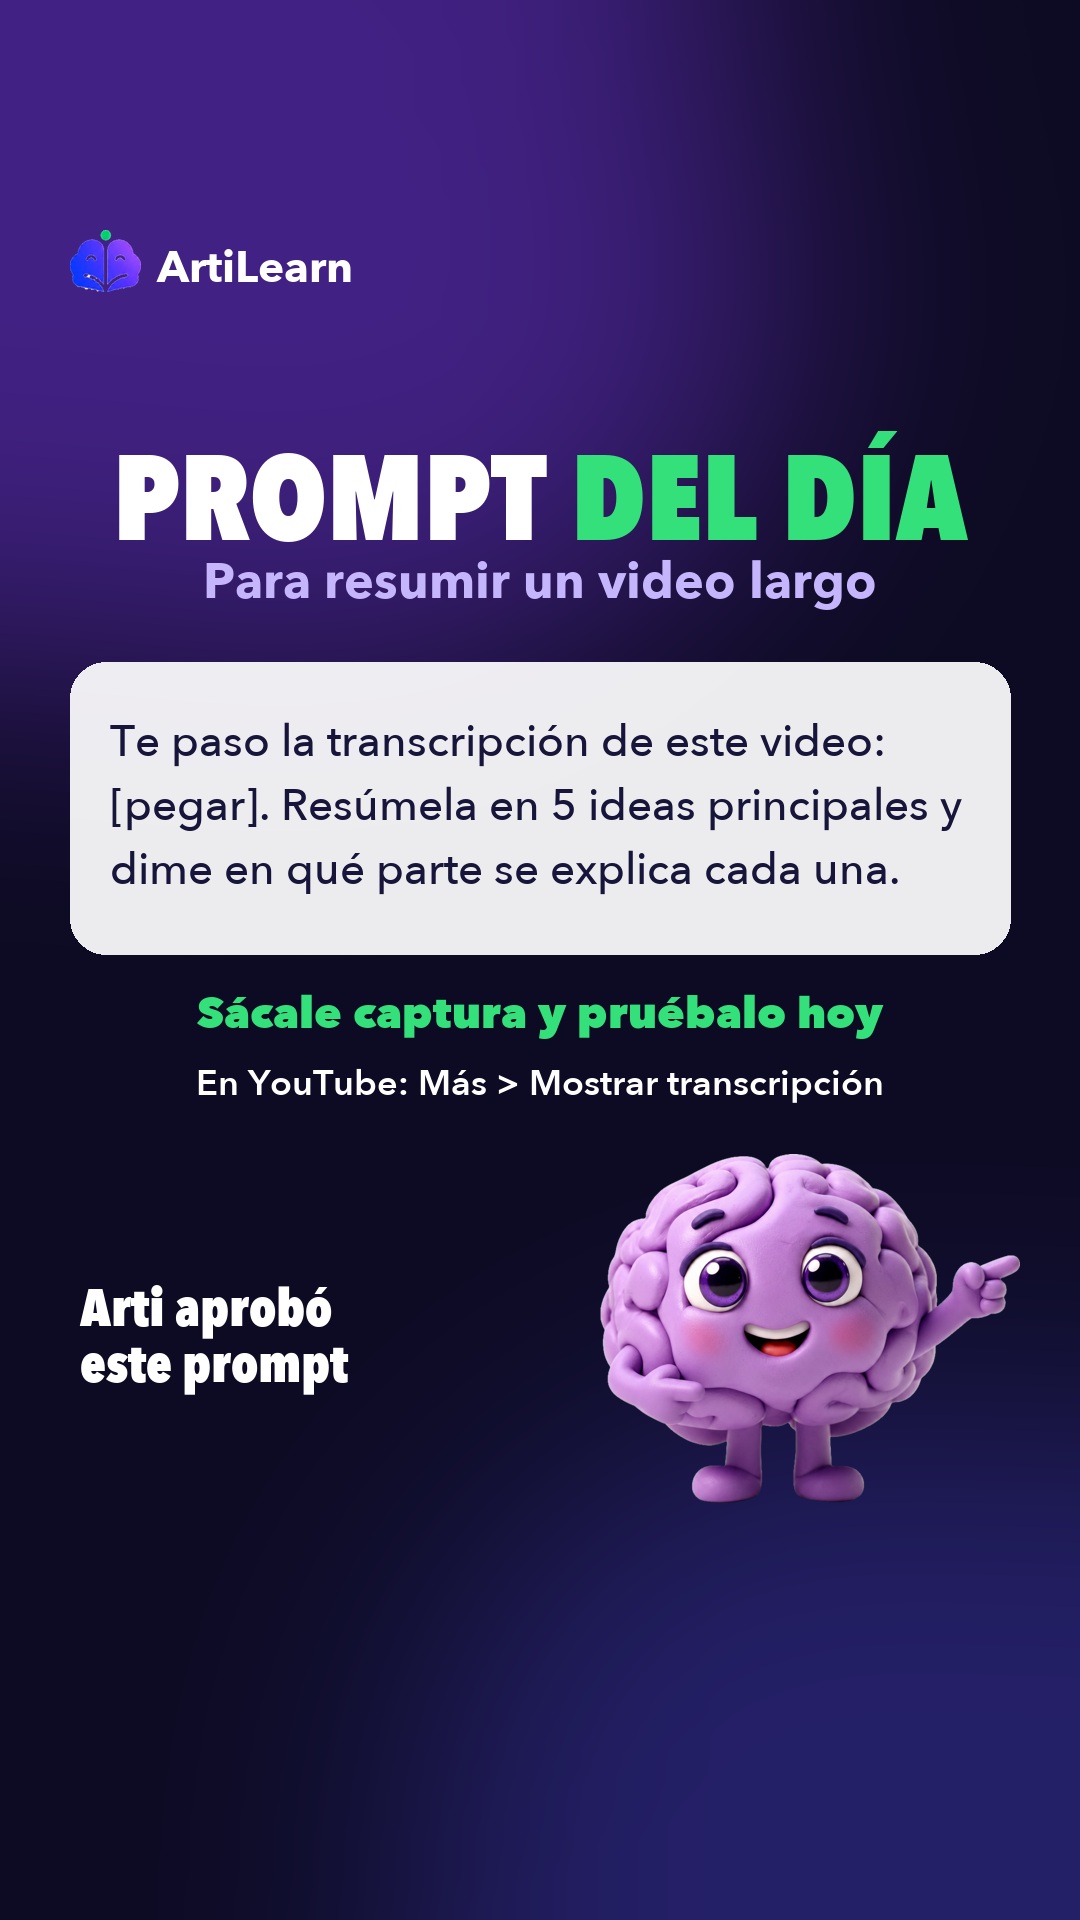 ArtiLearn
PROMPT DEL DÍA
Para resumir un video largo
Te paso la transcripción de este video:
[pegar]. Resúmela en 5 ideas principales y
dime en qué parte se explica cada una.
Sácale captura y pruébalo hoy
En YouTube: Más > Mostrar transcripción
Arti aprobó
este prompt